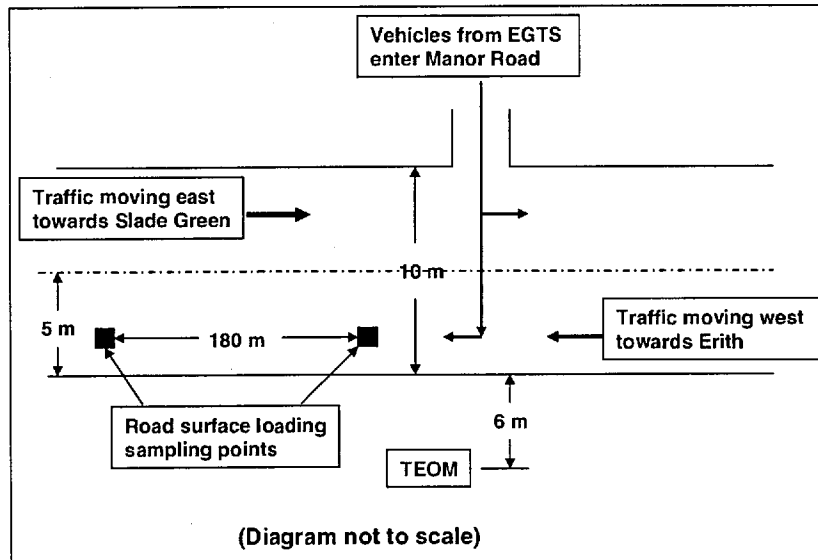 Vehicles from EGTS
enter Manor Road
Traffic moving east
towards Slade Green
10 m
5 m
180 m
Traffic moving west
towards Erith
Road surface loading
sampling points
6 m
TEOM
(Diagram not to scale)